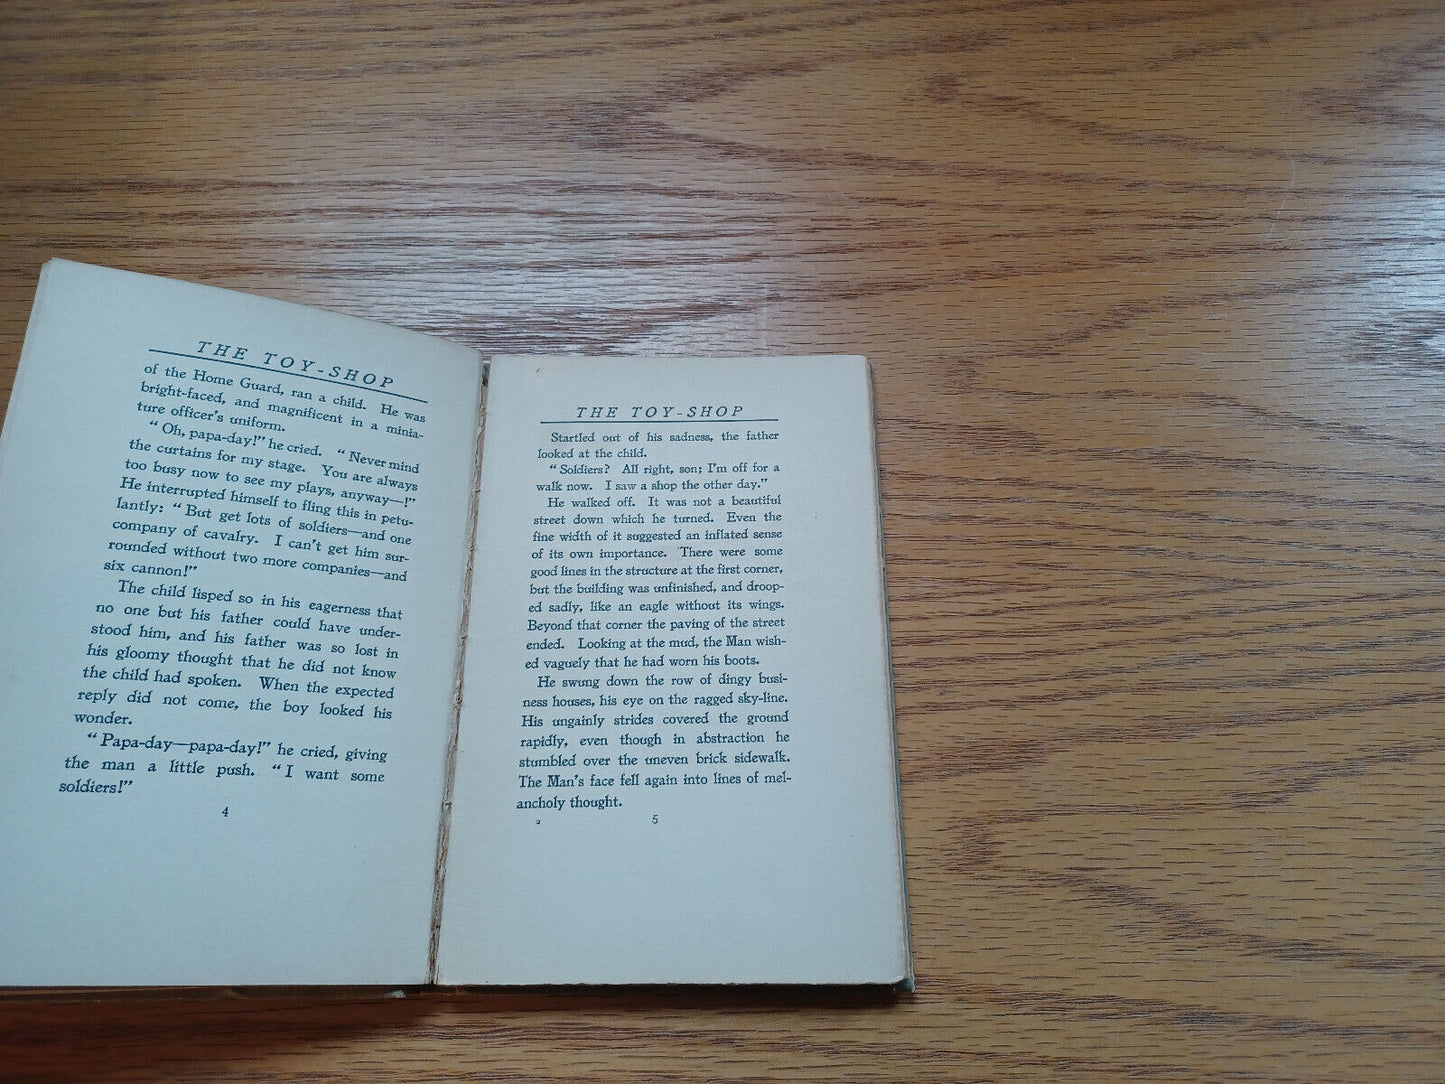 THE TOY-SHOP
of the Home Guard, ran a child. He was
bright-faced, and magnificent in a minia-
ture officer's uniform.
"Oh, papa-day!" he cried. "Never mind
the curtains for my stage. You are always
too busy now to see my plays, anyway—!"
He interrupted himself to fling this in petu-
lantly: "But get lots of soldiers—and one
company of cavalry. I can't get him sur-
rounded without two more companies—and
six cannon!"
The child lisped so in his eagerness that
no one but his father could have under-
stood him, and his father was so lost in
his gloomy thought that he did not know
the child had spoken. When the expected
reply did not come, the boy looked his
wonder.
"Papa-day—papa-day!" he cried, giving
the man a little push. "I want some
soldiers!"
4
THE TOY-SHOP
Startled out of his sadness, the father
looked at the child.
"Soldiers? All right, son; I'm off for a
walk now. I saw a shop the other day."
He walked off. It was not a beautiful
street down which he turned. Even the
fine width of it suggested an inflated sense
of its own importance. There were some
good lines in the structure at the first corner,
but the building was unfinished, and droop-
ed sadly, like an eagle without its wings.
Beyond that corner the paving of the street
ended. Looking at the mud, the Man wish-
ed vaguely that he had worn his boots.
He swung down the row of dingy busi-
ness houses, his eye on the ragged sky-line.
His ungainly strides covered the ground
rapidly, even though in abstraction he
stumbled over the uneven brick sidewalk.
The Man's face fell again into lines of mel-
ancholy thought.
2 5